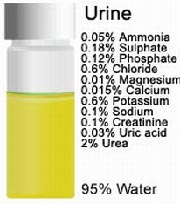 Urine
0.05% Ammonia
0.18% Sulphate
0.12% Phosphate
0.6% Chloride
0.01% Magnesium
0.015% Calcium
0.6% Potassium
0.1% Sodium
0.1% Creatinine
0.03% Uric acid
2% Urea
95% Water